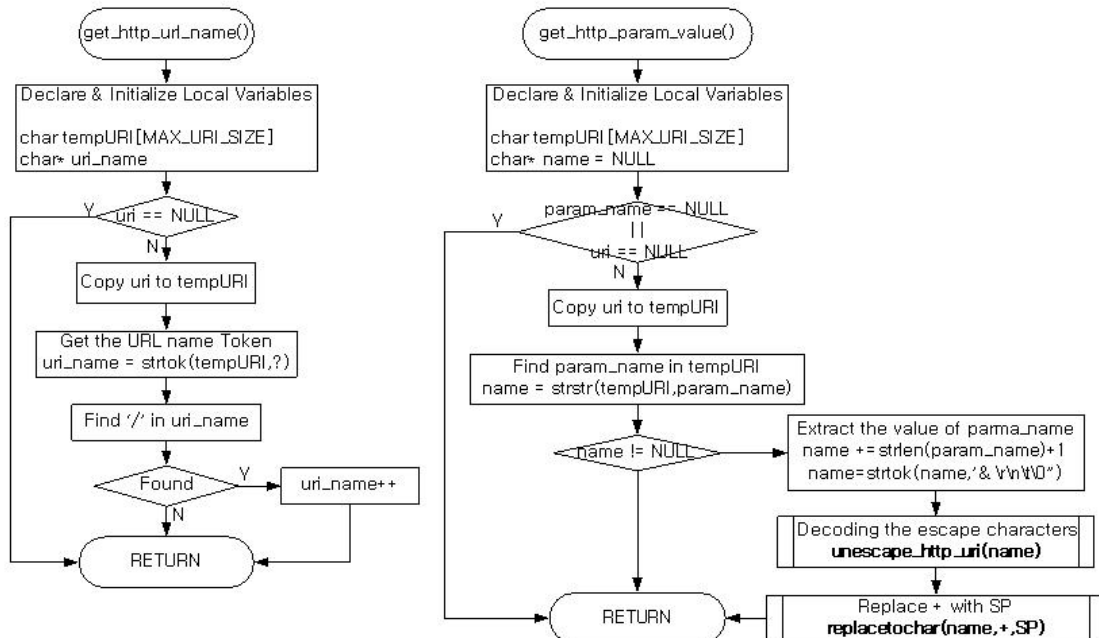 get_http_uri_name()
Declare & Initialize Local Variables
char tempURI[MAX_URI_SIZE]
char* uri_name
uri == NULL
Y
N
Copy uri to tempURI
Get the URL name Token
uri_name = strtok(tempURI,?)
Find '/' in uri_name
Found
Y
N
uri_name++
RETURN
get_http_param_value()
Declare & Initialize Local Variables
char tempURI[MAX_URI_SIZE]
char* name = NULL
param_name == NULL
||
uri == NULL
Y
N
Copy uri to tempURI
Find param_name in tempURI
name = strstr(tempURI,param_name)
name != NULL
Extract the value of parma_name
name +=strlen(param_name)+1
name=strtok(name,"& \r\n\t\0")
Decoding the escape characters
unescape_http_uri(name)
Replace + with SP
replacetochar(name,+,SP)
RETURN